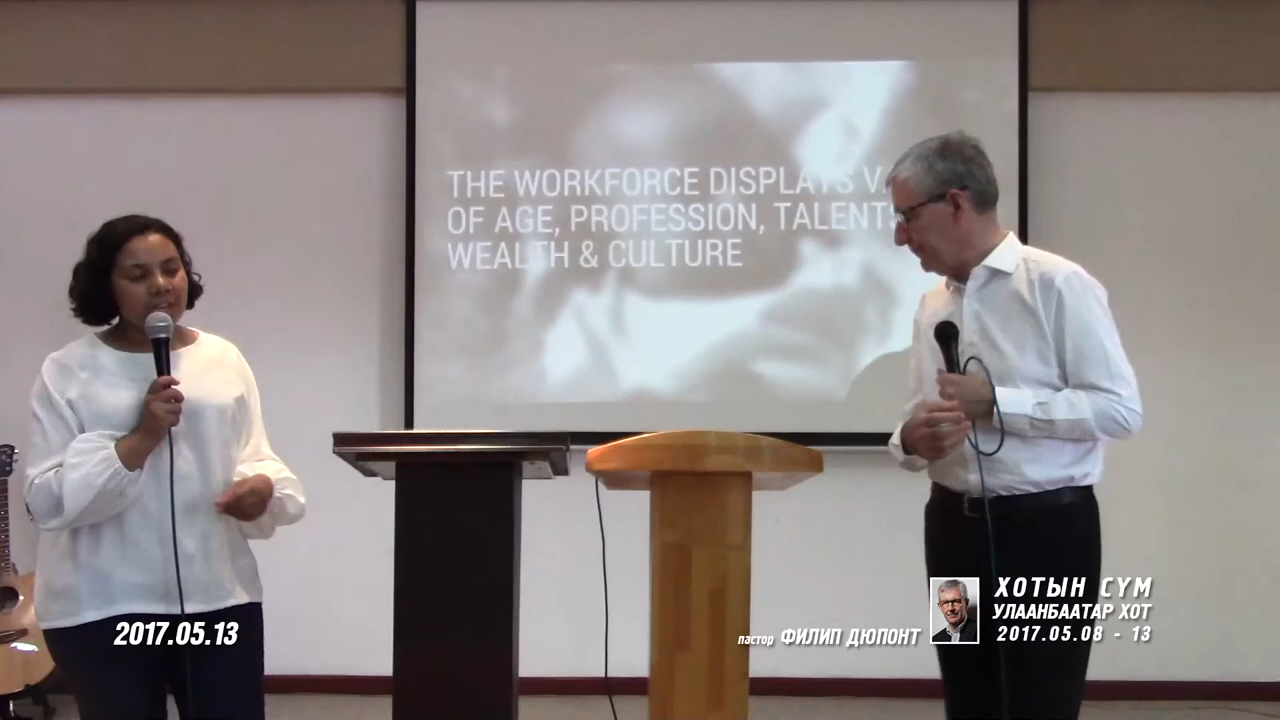 THE WORKFORCE DISPLAYS
OF AGE, PROFESSION, TALENTS
WEALTH & CULTURE
2017.05.13
пастор ФИЛИП ДЮПОНТ
ХОТЫН СҮМ
УЛААНБААТАР ХОТ
2017.05.08 - 13